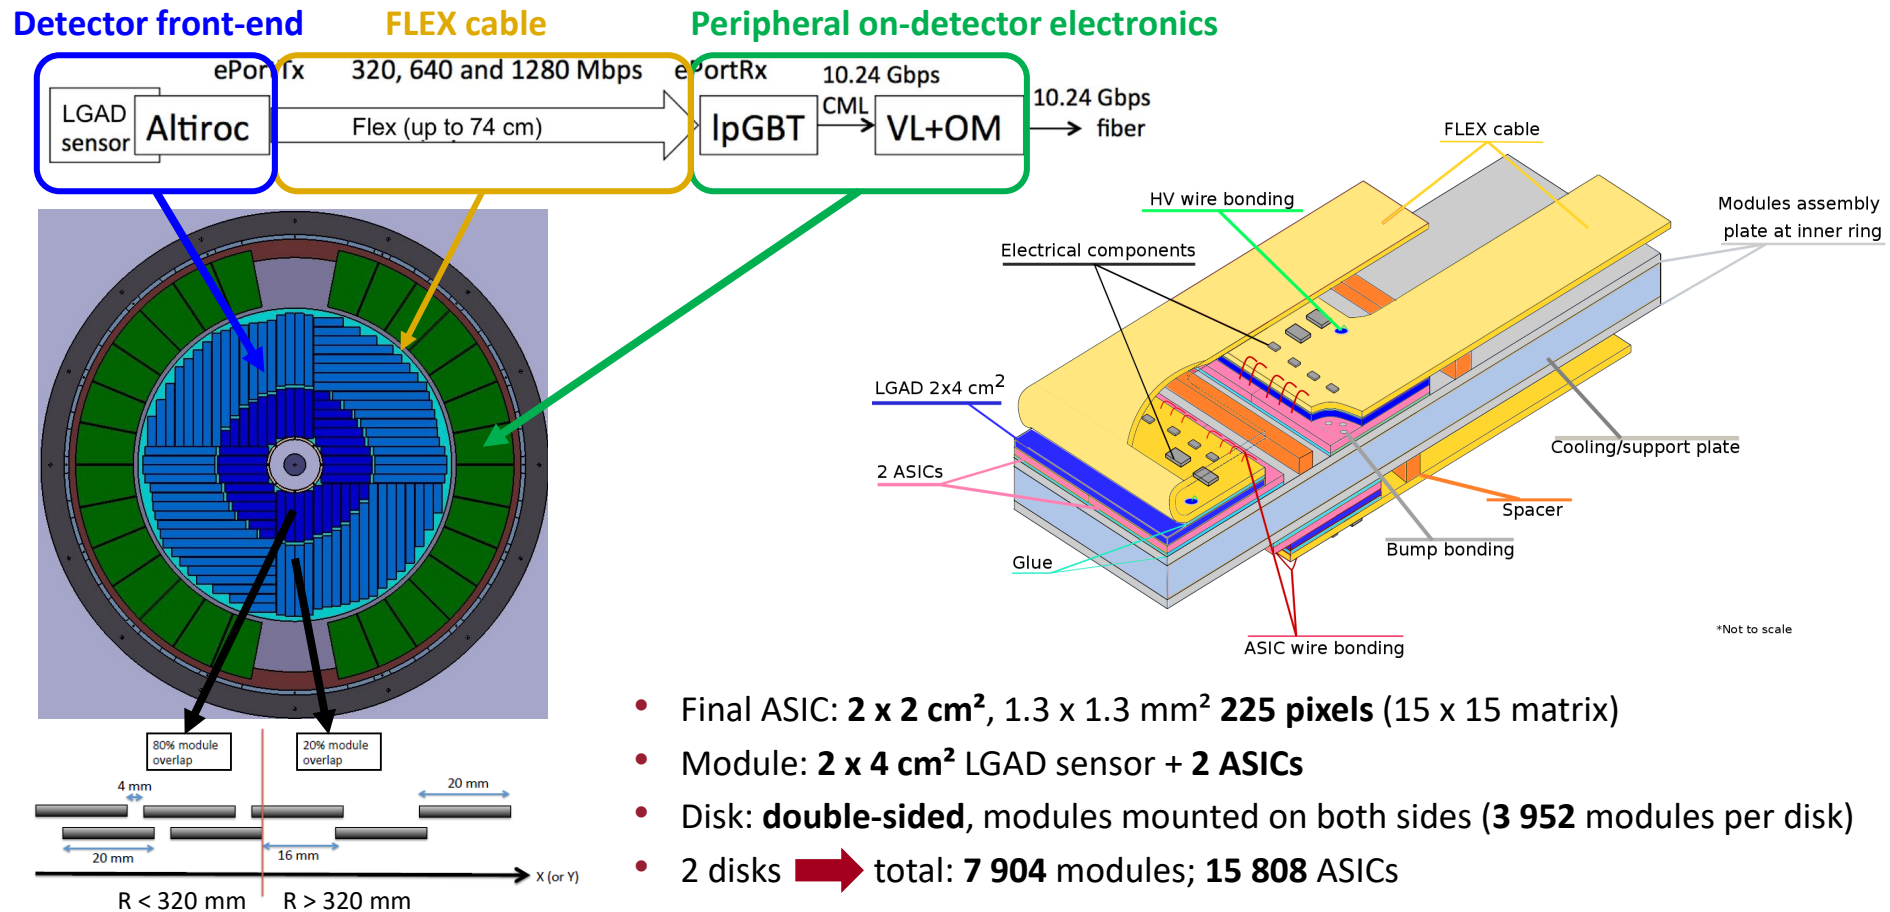 Detector front-end
FLEX cable
Peripheral on-detector electronics
ePortTx
320, 640 and 1280 Mbps
ePortRx
10.24 Gbps
CML
LGAD
sensor
Altiroc
Flex (up to 74 cm)
lpGBT
VL+OM
10.24 Gbps
fiber
FLEX cable
HV wire bonding
Modules assembly
plate at inner ring
Electrical components
LGAD 2x4 cm²
2 ASICs
Glue
Cooling/support plate
Spacer
Bump bonding
ASIC wire bonding
*Not to scale
80% module
overlap
20% module
overlap
4 mm
20 mm
20 mm
16 mm
X (or Y)
R < 320 mm
R > 320 mm
• Final ASIC: 2 x 2 cm², 1.3 x 1.3 mm² 225 pixels (15 x 15 matrix)
• Module: 2 x 4 cm² LGAD sensor + 2 ASICs
• Disk: double-sided, modules mounted on both sides (3 952 modules per disk)
• 2 disks total: 7 904 modules; 15 808 ASICs